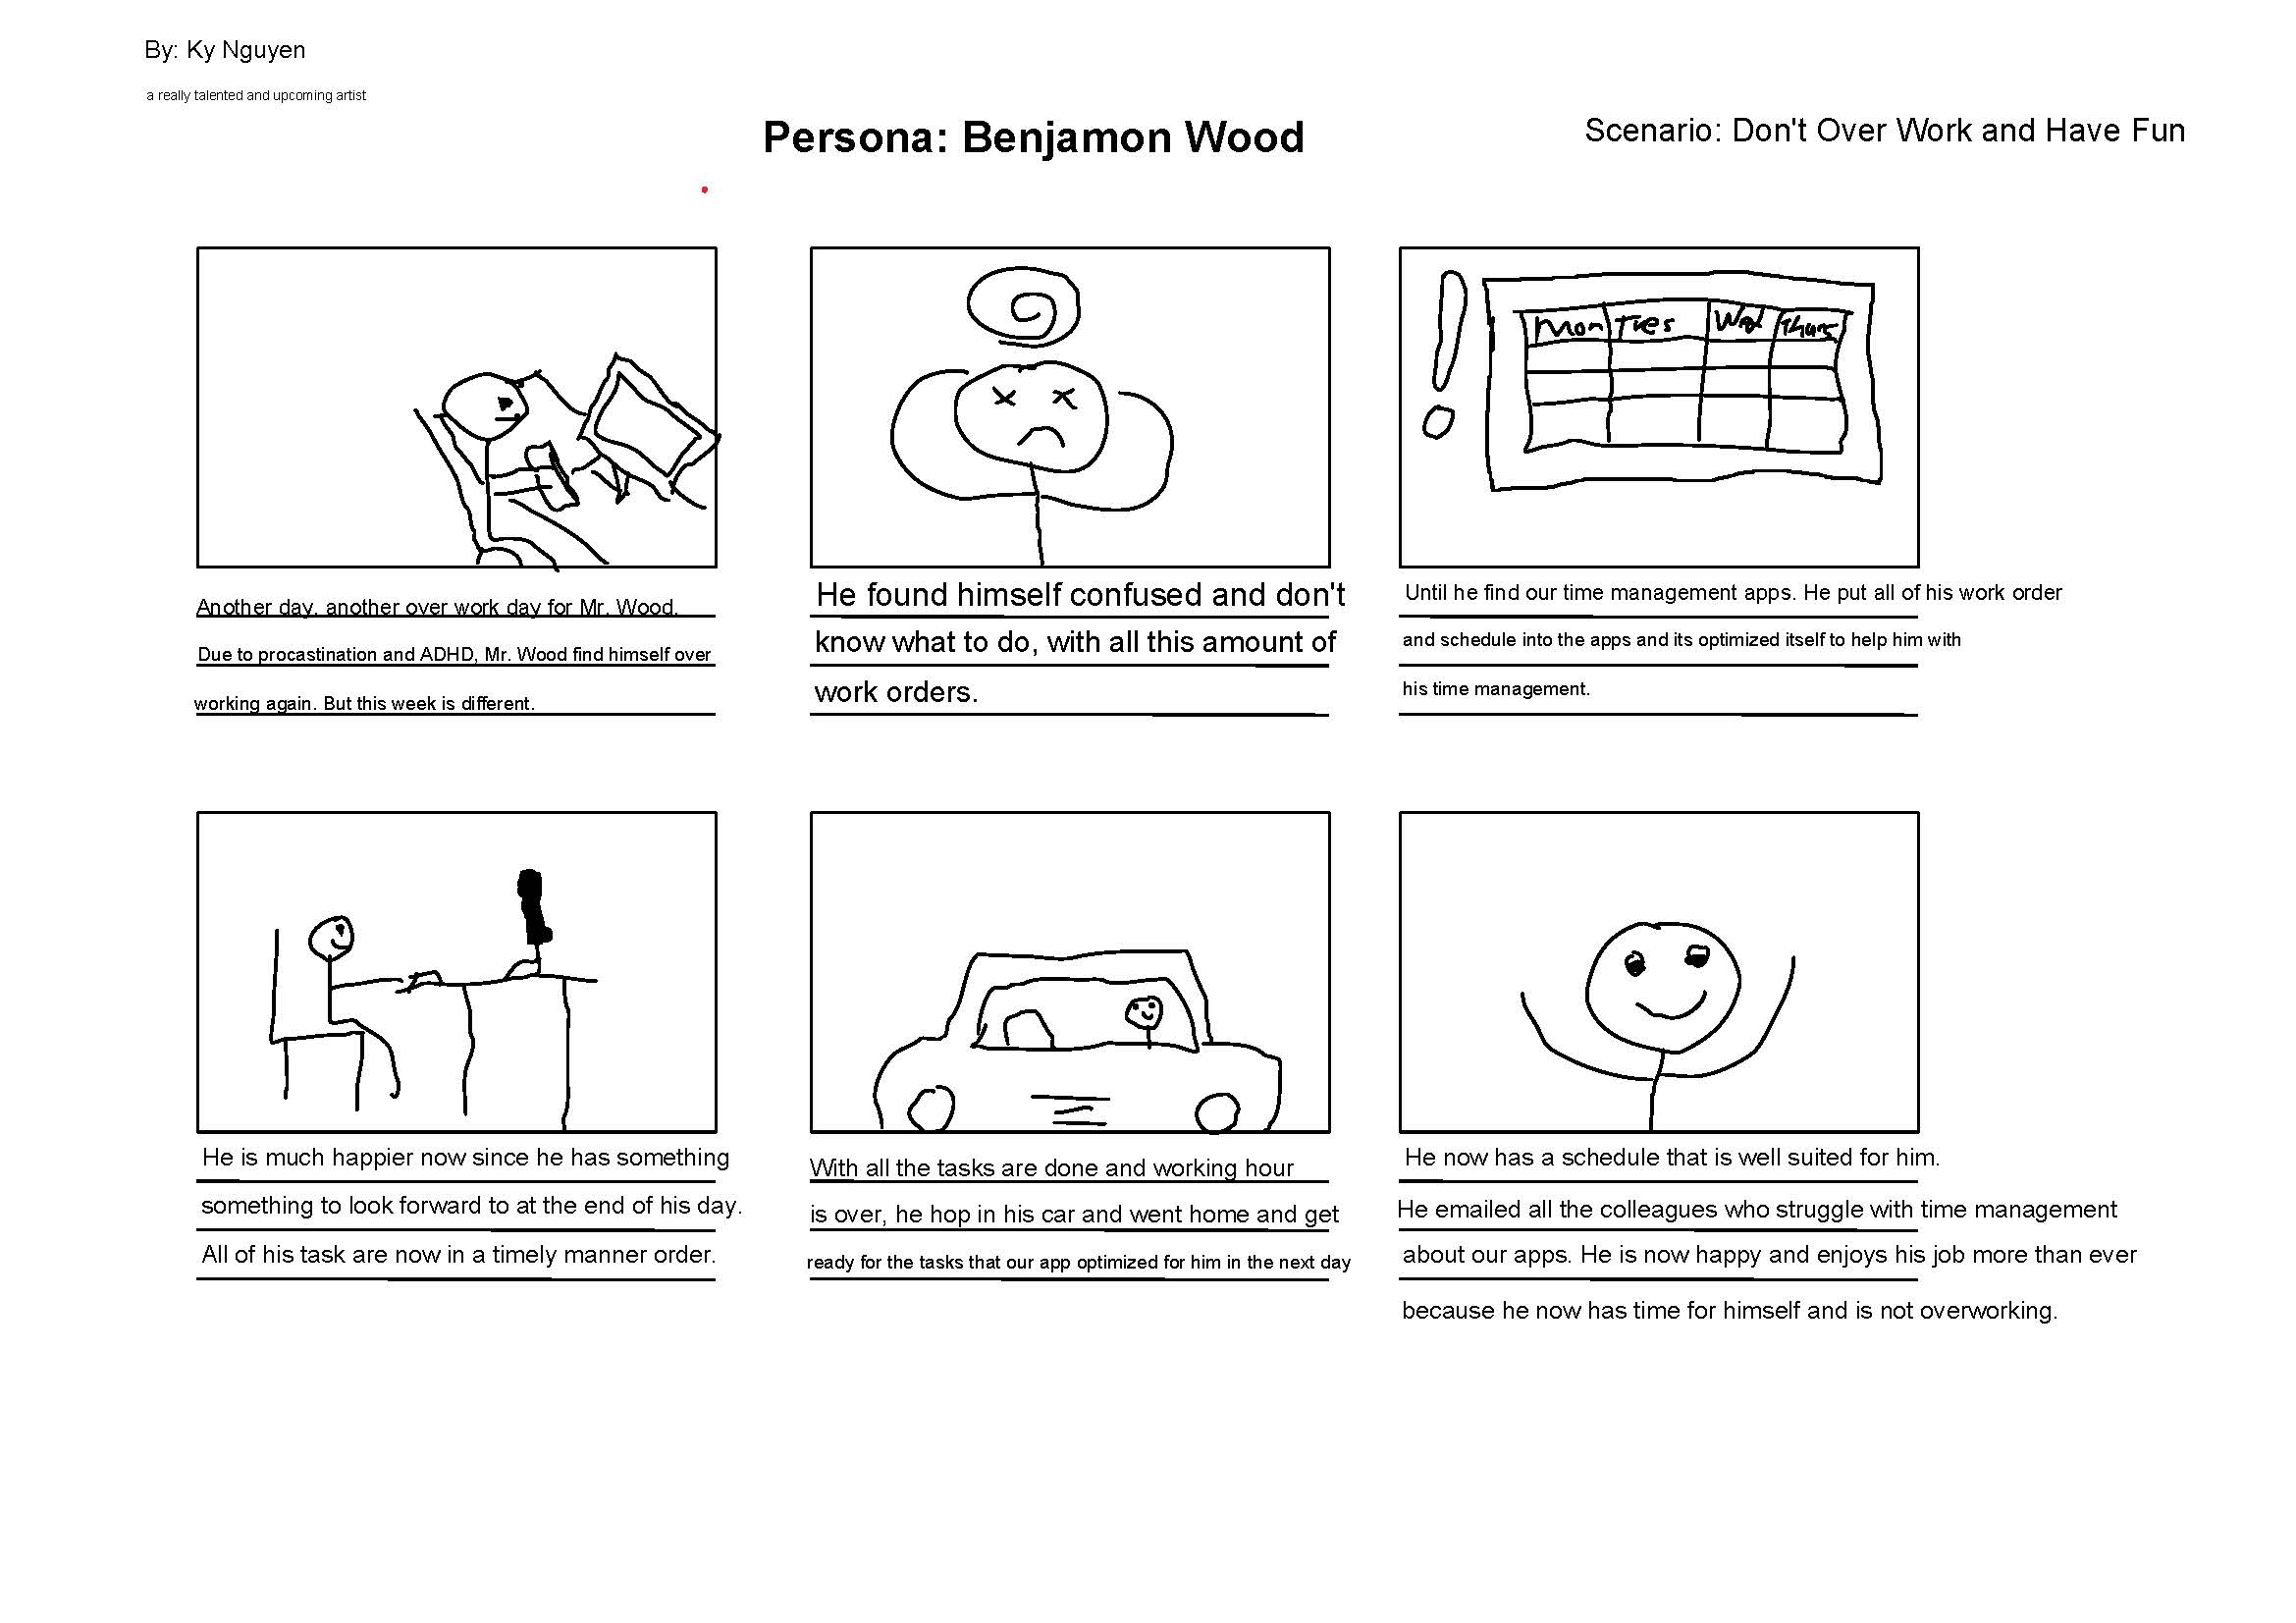 By: Ky Nguyen
a really talented and upcoming artist
Persona: Benjamon Wood
Scenario: Don't Over Work and Have Fun
Another day, another over work day for Mr. Wood.
Due to procastination and ADHD, Mr. Wood find himself over
working again. But this week is different.
He found himself confused and don't
know what to do, with all this amount of
work orders.
Mon Tues Wed Thurs
Until he find our time management apps. He put all of his work order
and schedule into the apps and its optimized itself to help him with
his time management.
He is much happier now since he has something
something to look forward to at the end of his day.
All of his task are now in a timely manner order.
With all the tasks are done and working hour
is over, he hop in his car and went home and get
ready for the tasks that our app optimized for him in the next day
He now has a schedule that is well suited for him.
He emailed all the colleagues who struggle with time management
about our apps. He is now happy and enjoys his job more than ever
because he now has time for himself and is not overworking.